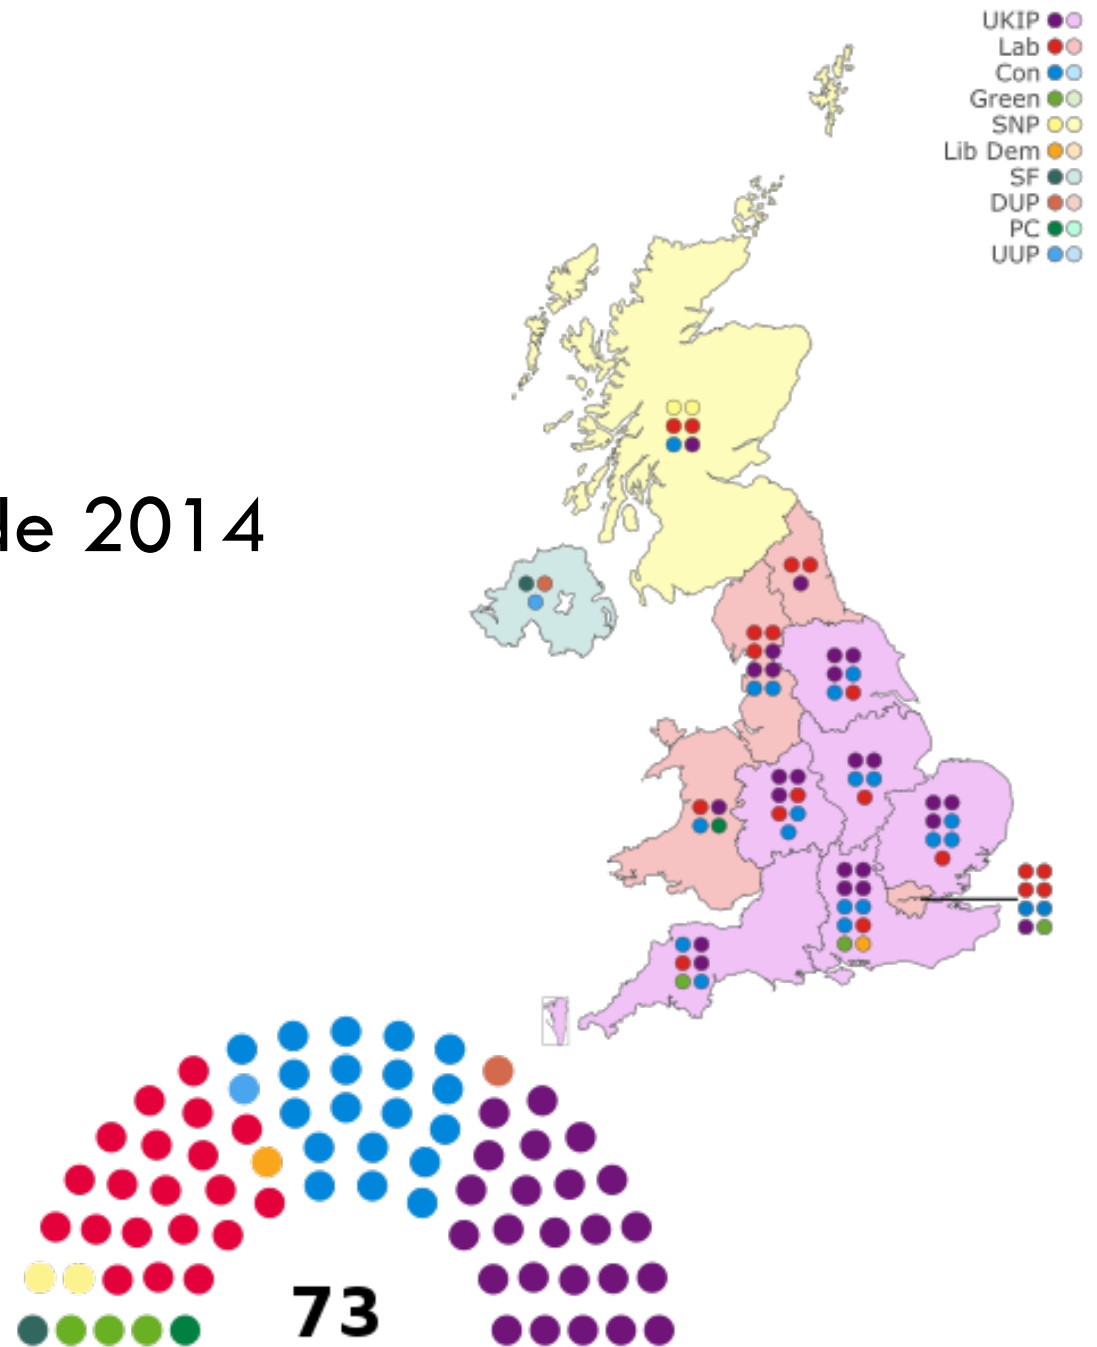 UKIP
Lab
Con
Green
SNP
Lib Dem
SF
DUP
PC
UUP
de 2014
73